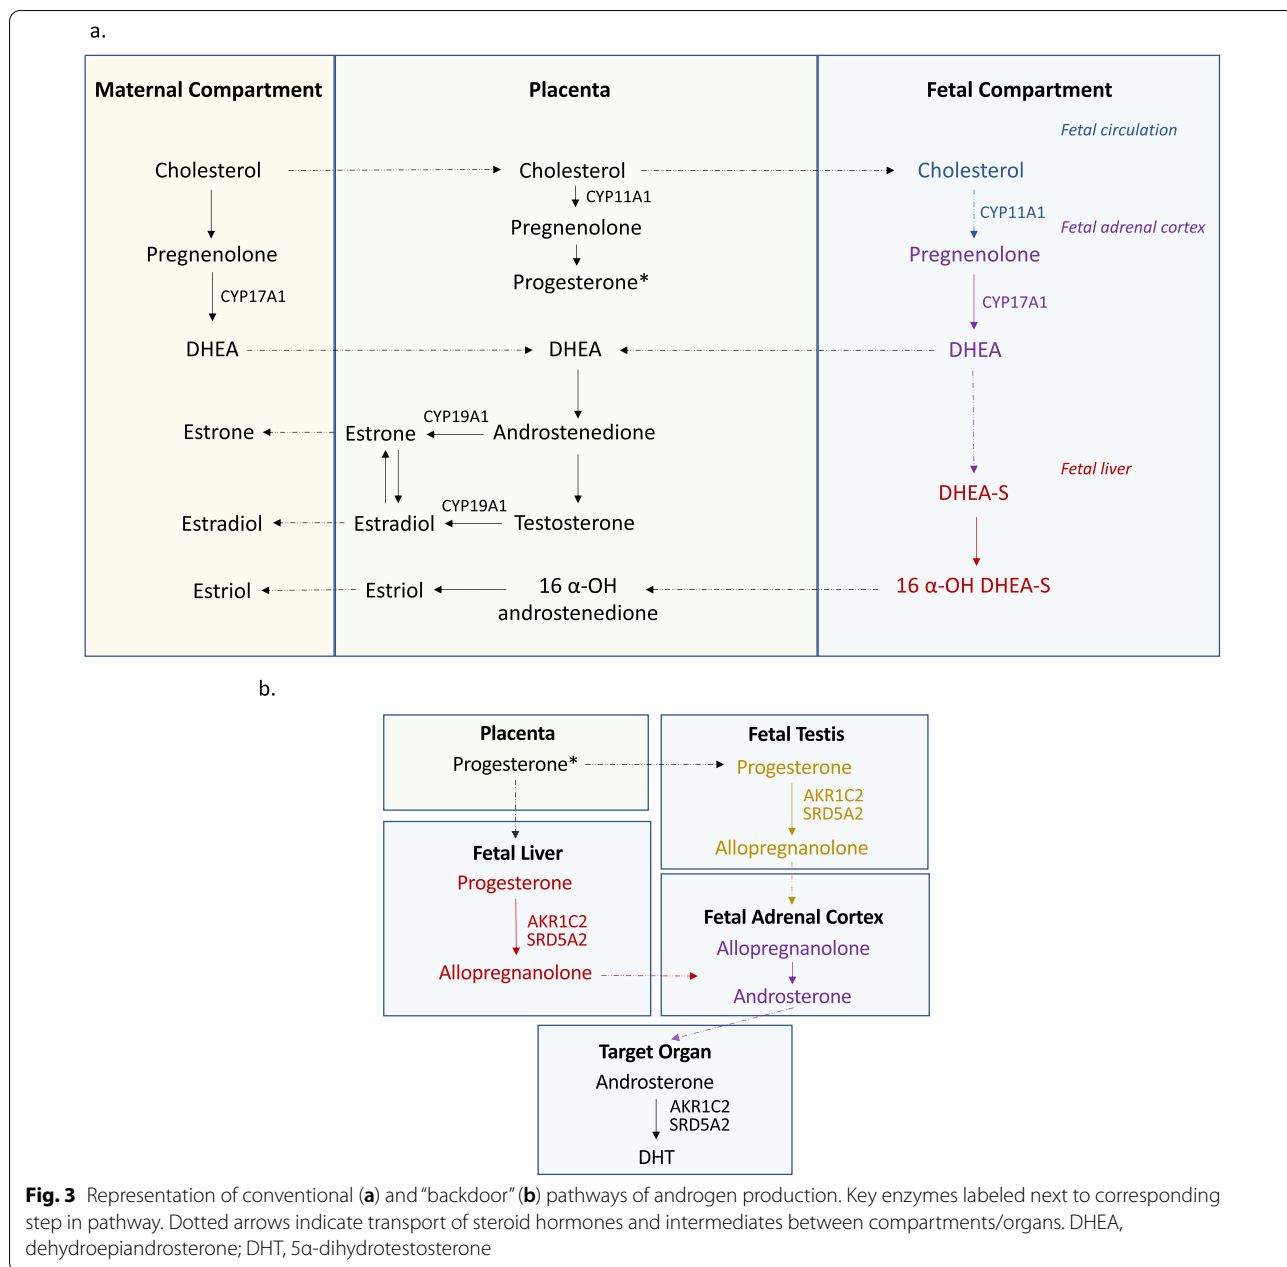 a.
Maternal Compartment Placenta Fetal Compartment
Fetal circulation
Cholesterol Cholesterol Cholesterol
CYP11A1 CYP11A1
Pregnenolone Fetal adrenal cortex
Pregnenolone Pregnenolone
Progesterone*
CYP17A1 CYP17A1
DHEA DHEA DHEA
CYP19A1
Estrone Estrone Androstenedione
Fetal liver
DHEA-S
CYP19A1
Estradiol Estradiol Testosterone
Estriol Estriol 16 α-OH 16 α-OH DHEA-S
androstenedione
b.
Placenta Fetal Testis
Progesterone* Progesterone
AKR1C2
SRD5A2
Allopregnanolone
Fetal Liver
Progesterone
AKR1C2
SRD5A2
Allopregnanolone
Fetal Adrenal Cortex
Allopregnanolone
Androsterone
Target Organ
Androsterone
AKR1C2
SRD5A2
DHT
Fig. 3 Representation of conventional (a) and “backdoor” (b) pathways of androgen production. Key enzymes labeled next to corresponding
step in pathway. Dotted arrows indicate transport of steroid hormones and intermediates between compartments/organs. DHEA,
dehydroepiandrosterone; DHT, 5α-dihydrotestosterone